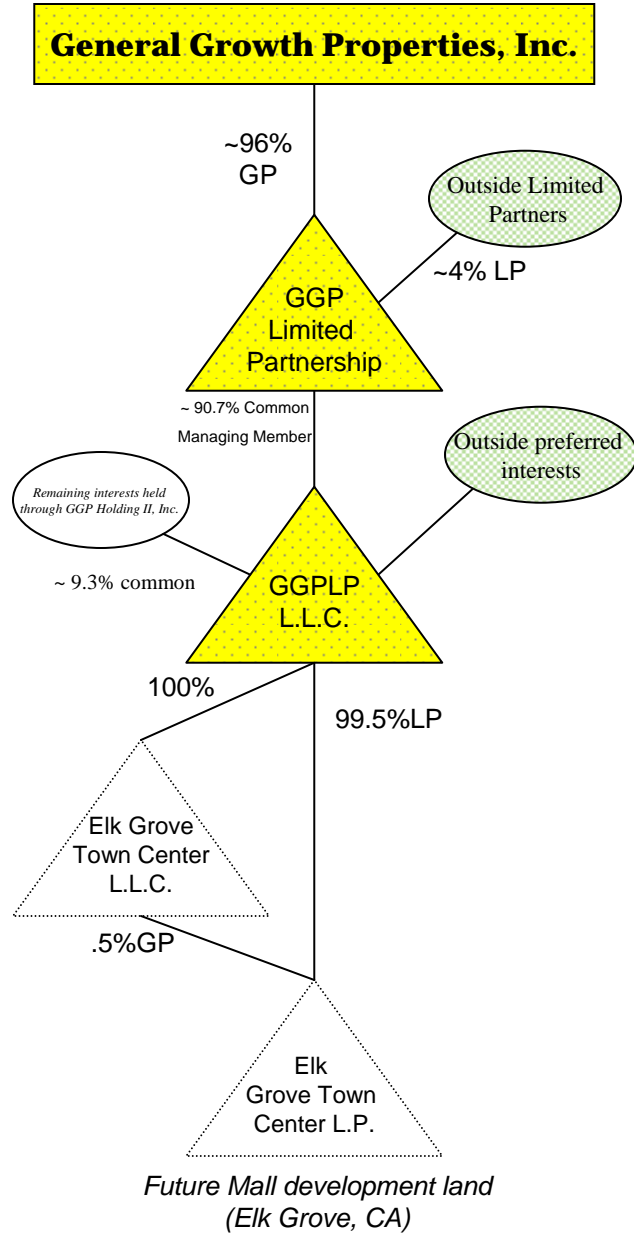 General Growth Properties, Inc.
~96%
GP
Outside Limited
Partners
~4% LP
GGP
Limited
Partnership
~ 90.7% Common
Managing Member
Outside preferred
interests
Remaining interests held
through GGP Holding II, Inc.
~ 9.3% common
GGPLP
L.L.C.
100%
99.5%LP
Elk Grove
Town Center
L.L.C.
.5%GP
Elk
Grove Town
Center L.P.
Future Mall development land
(Elk Grove, CA)